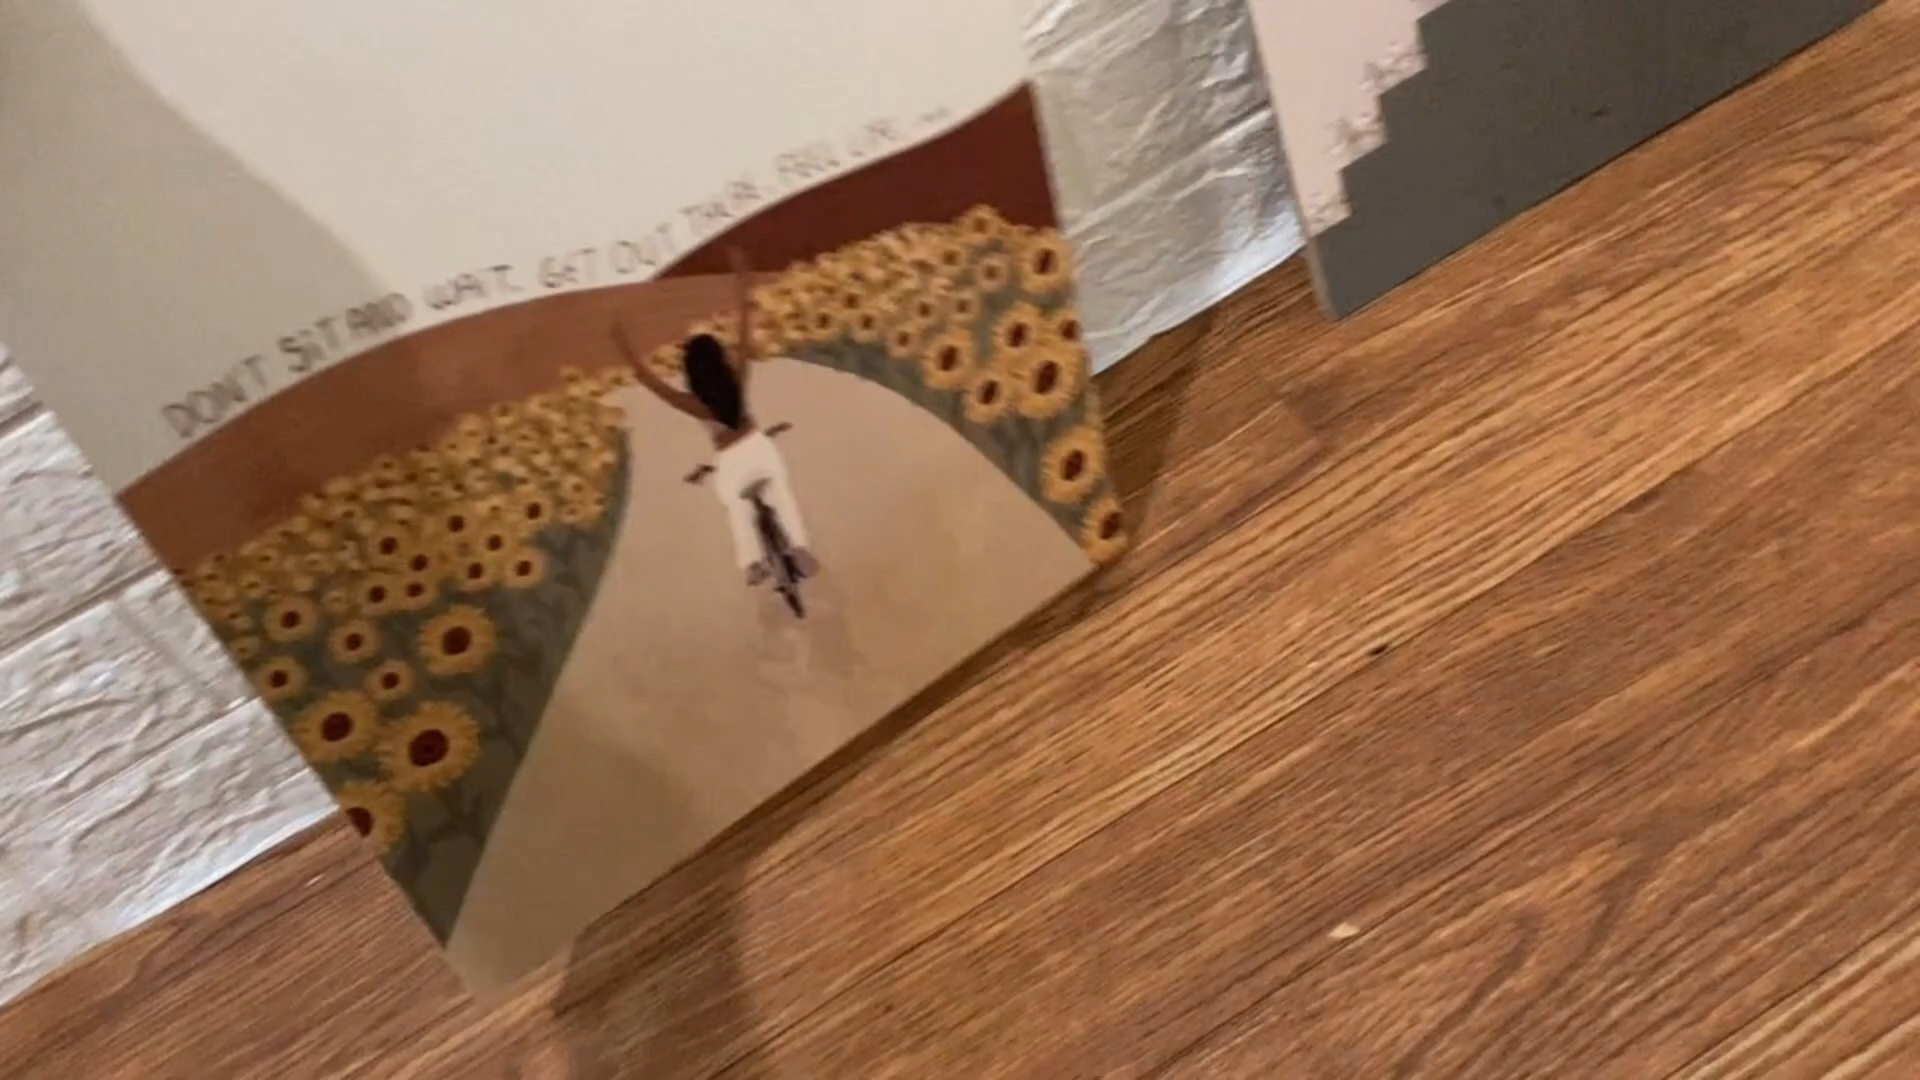 DON'T SiT AND WAIT. GET OUT THERE, FEEL LIFE.